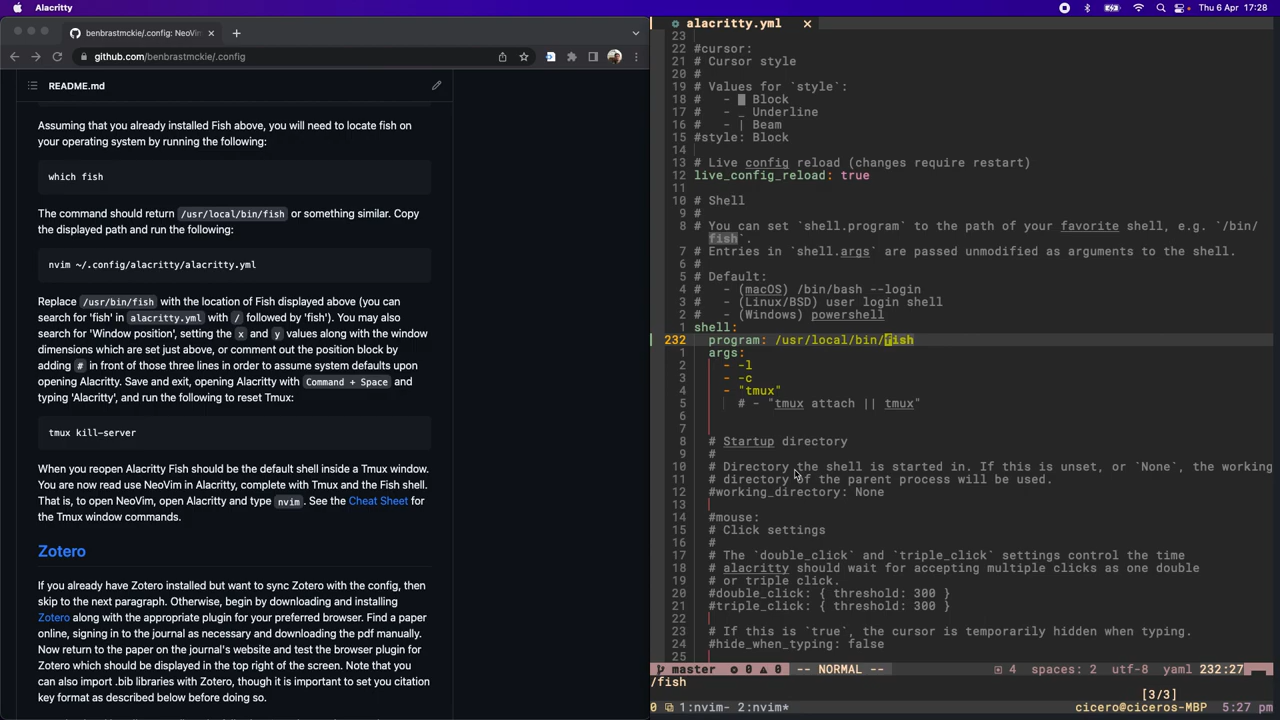 Alacritty
Thu 6 Apr 17:28
benbrastmckie/.config: NeoVim
github.com/benbrastmckie/.config
README.md
Assuming that you already installed Fish above, you will need to locate fish on
your operating system by running the following:
which fish
The command should return /usr/local/bin/fish or something similar. Copy
the displayed path and run the following:
nvim ~/.config/alacritty/alacritty.yml
Replace /usr/bin/fish with the location of Fish displayed above (you can
search for 'fish' in alacritty.yml with / followed by 'fish'). You may also
search for 'Window position', setting the x and y values along with the window
dimensions which are set just above, or comment out the position block by
adding # in front of those three lines in order to assume system defaults upon
opening Alacritty. Save and exit, opening Alacritty with Command + Space and
typing 'Alacritty', and run the following to reset Tmux:
tmux kill-server
When you reopen Alacritty Fish should be the default shell inside a Tmux window.
You are now read use NeoVim in Alacritty, complete with Tmux and the Fish shell.
That is, to open NeoVim, open Alacritty and type nvim. See the Cheat Sheet for
the Tmux window commands.
Zotero
If you already have Zotero installed but want to sync Zotero with the config, then
skip to the next paragraph. Otherwise, begin by downloading and installing
Zotero along with the appropriate plugin for your preferred browser. Find a paper
online, signing in to the journal as necessary and downloading the pdf manually.
Now return to the paper on the journal's website and test the browser plugin for
Zotero which should be displayed in the top right of the screen. Note that you
can also import .bib libraries with Zotero, though it is important to set you citation
key format as described below before doing so.
alacritty.yml
23
22 #cursor:
21 # Cursor style
20 #
19 # Values for `style`:
18 #   - █ Block
17 #   - _ Underline
16 #   - | Beam
15 #style: Block
14
13 # Live config reload (changes require restart)
12 live_config_reload: true
11
10 # Shell
9 #
8 # You can set `shell.program` to the path of your favorite shell, e.g. `/bin/
fish`.
7 # Entries in `shell.args` are passed unmodified as arguments to the shell.
6 #
5 # Default:
4 #   - (macOS) /bin/bash --login
3 #   - (Linux/BSD) user login shell
2 #   - (Windows) powershell
1 shell:
232 program: /usr/local/bin/fish
1 args:
2 - -l
3 - -c
4 - "tmux"
5 # - "tmux attach || tmux"
6
7
8 # Startup directory
9 #
10 # Directory the shell is started in. If this is unset, or `None`, the working
11 # directory of the parent process will be used.
12 #working_directory: None
13
14 #mouse:
15 # Click settings
16 #
17 # The `double_click` and `triple_click` settings control the time
18 # alacritty should wait for accepting multiple clicks as one double
19 # or triple click.
20 #double_click: { threshold: 300 }
21 #triple_click: { threshold: 300 }
22
23 # If this is `true`, the cursor is temporarily hidden when typing.
24 #hide_when_typing: false
25
master 0 0 -- NORMAL -- 4 spaces: 2 utf-8 yaml 232:27
/fish
[3/3]
0 1:nvim- 2:nvim* cicero@ciceros-MBP 5:27 pm